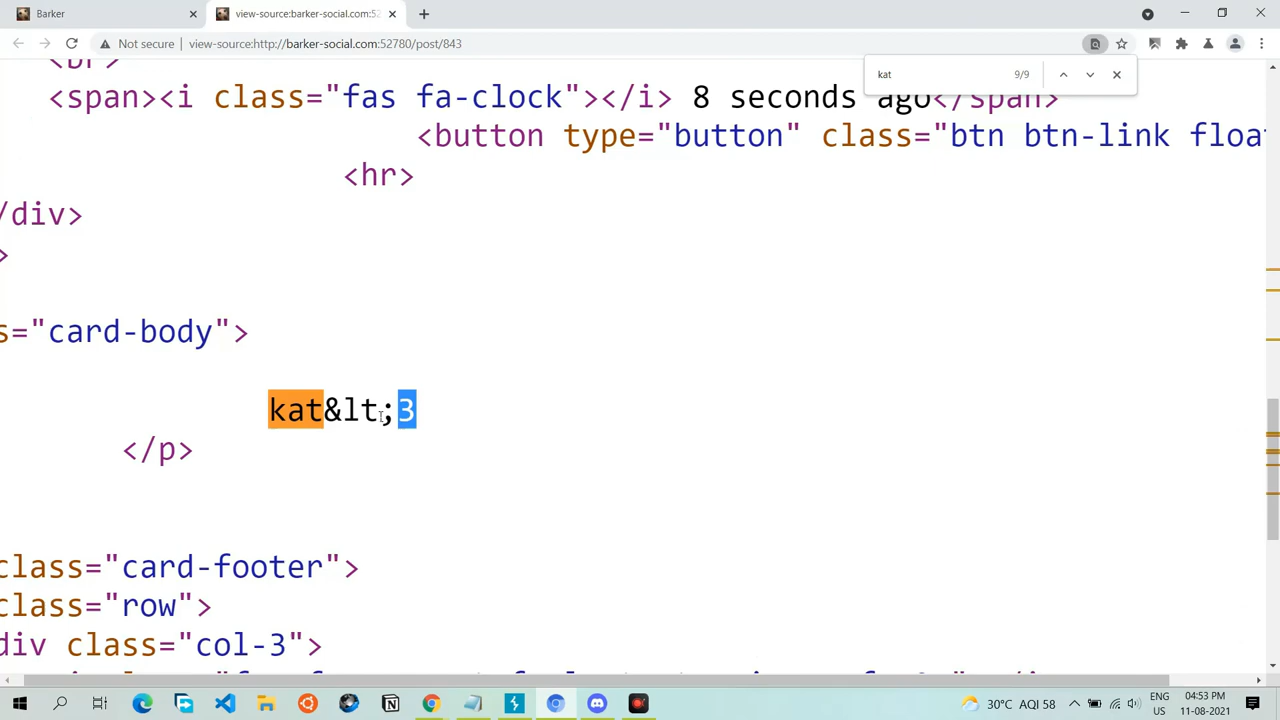 Barker
view-source:barker-social.com:52
Not secure
view-source:http://barker-social.com:52780/post/843
kat
9/9
<br>
<span><i class="fas fa-clock"></i> 8 seconds ago</span>
<button type="button" class="btn btn-link floa
<hr>
/div>
>
s="card-body">
kat&lt;3
</p>
class="card-footer">
class="row">
div class="col-3">
30°C AQI 58
ENG
US
04:53 PM
11-08-2021